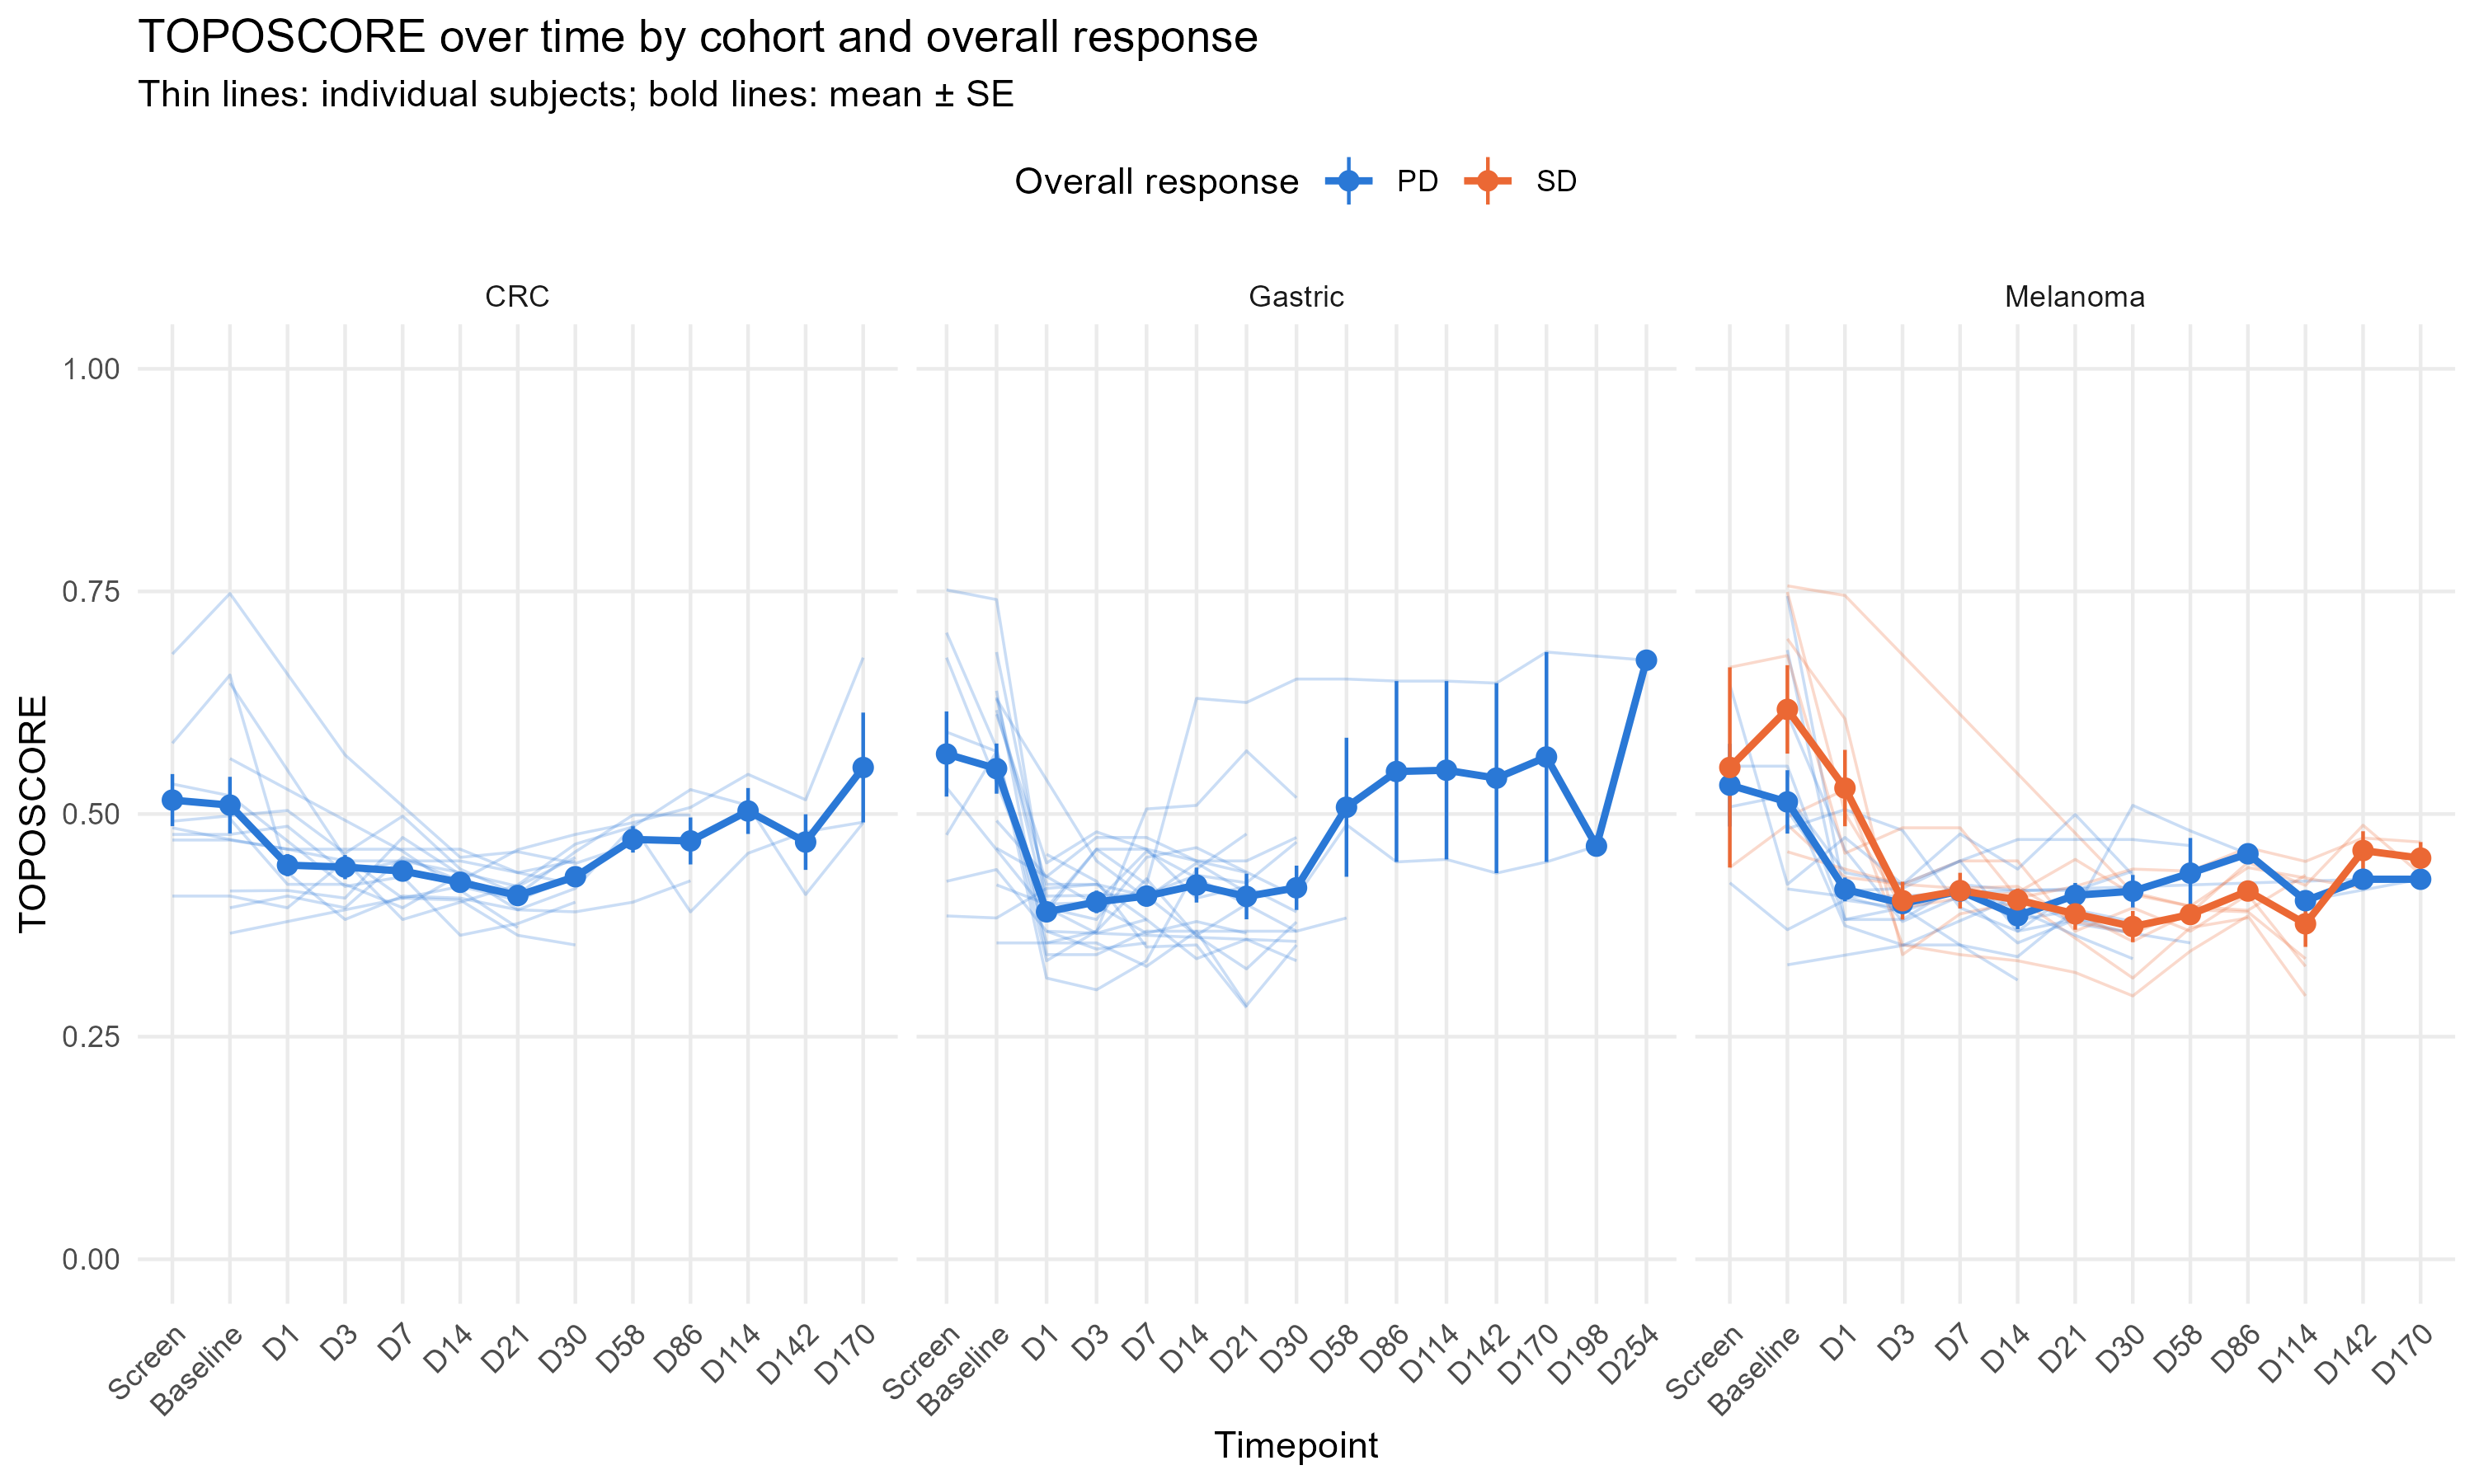 TOPOSCORE over time by cohort and overall response
Thin lines: individual subjects; bold lines: mean ± SE
Overall response PD SD
CRC Gastric Melanoma
TOPOSCORE
1.00
0.75
0.50
0.25
0.00
Screen Baseline D1 D3 D7 D14 D21 D30 D58 D86 D114 D142 D170
Screen Baseline D1 D3 D7 D14 D21 D30 D58 D86 D114 D142 D170 D198 D254
Screen Baseline D1 D3 D7 D14 D21 D30 D58 D86 D114 D142 D170
Timepoint